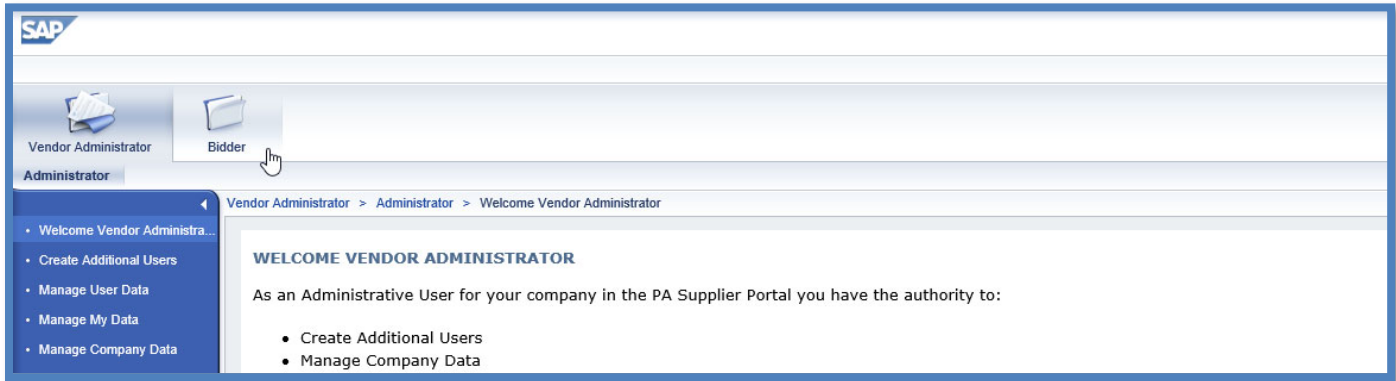 SAP
Vendor Administrator
Bidder
Administrator
Vendor Administrator > Administrator > Welcome Vendor Administrator
• Welcome Vendor Administra...
• Create Additional Users
• Manage User Data
• Manage My Data
• Manage Company Data
WELCOME VENDOR ADMINISTRATOR
As an Administrative User for your company in the PA Supplier Portal you have the authority to:
• Create Additional Users
• Manage Company Data